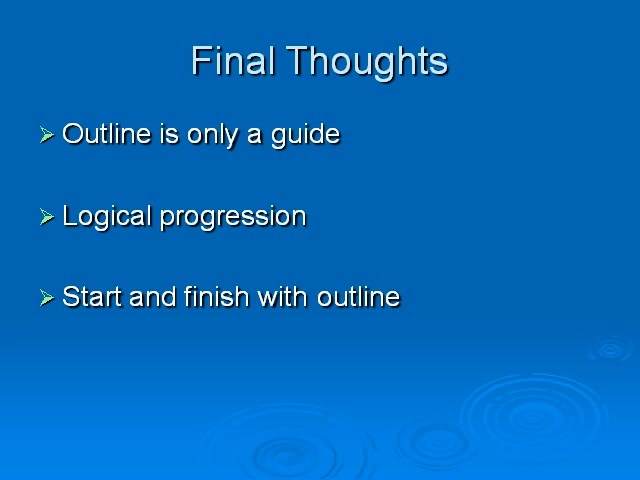 Final Thoughts
Outline is only a guide
Logical progression
Start and finish with outline